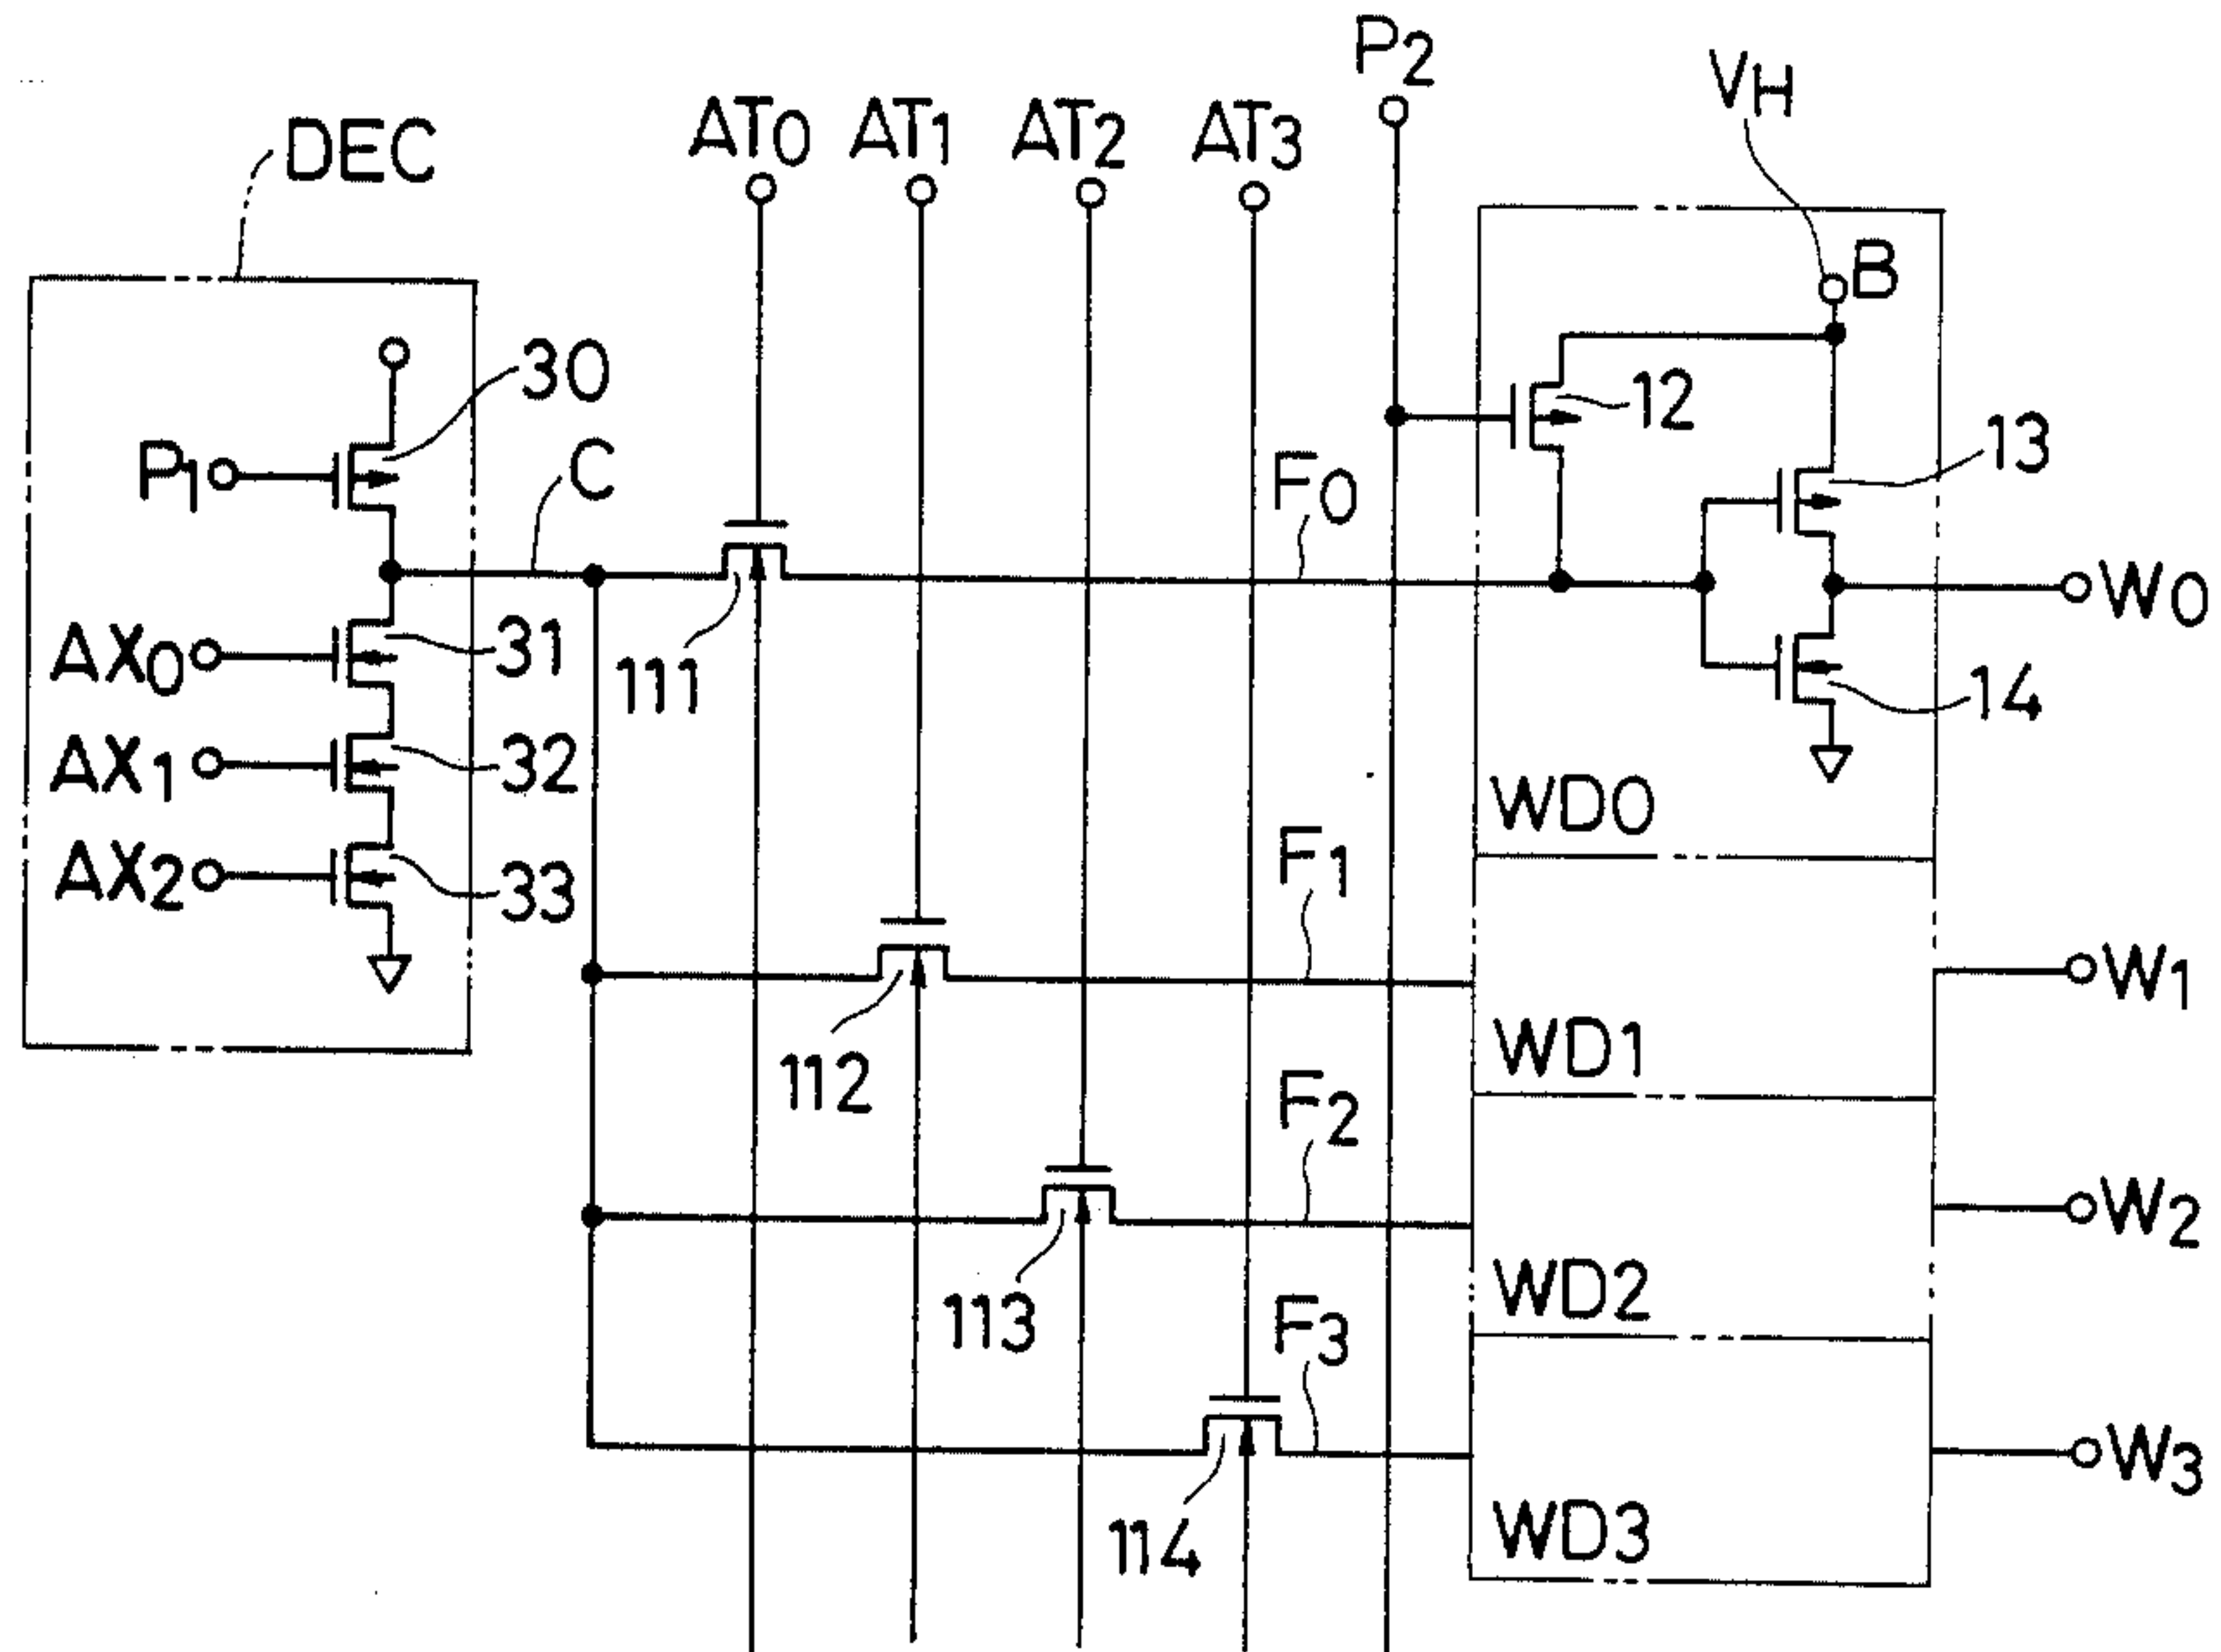 P2
VH
DEC
AT0 AT1 AT2 AT3
B
30
12
P1
C
F0
13
AX0
31
111
W0
14
AX1
32
WD0
AX2
33
F1
W1
112
WD1
F2
W2
113
WD2
F3
W3
114
WD3